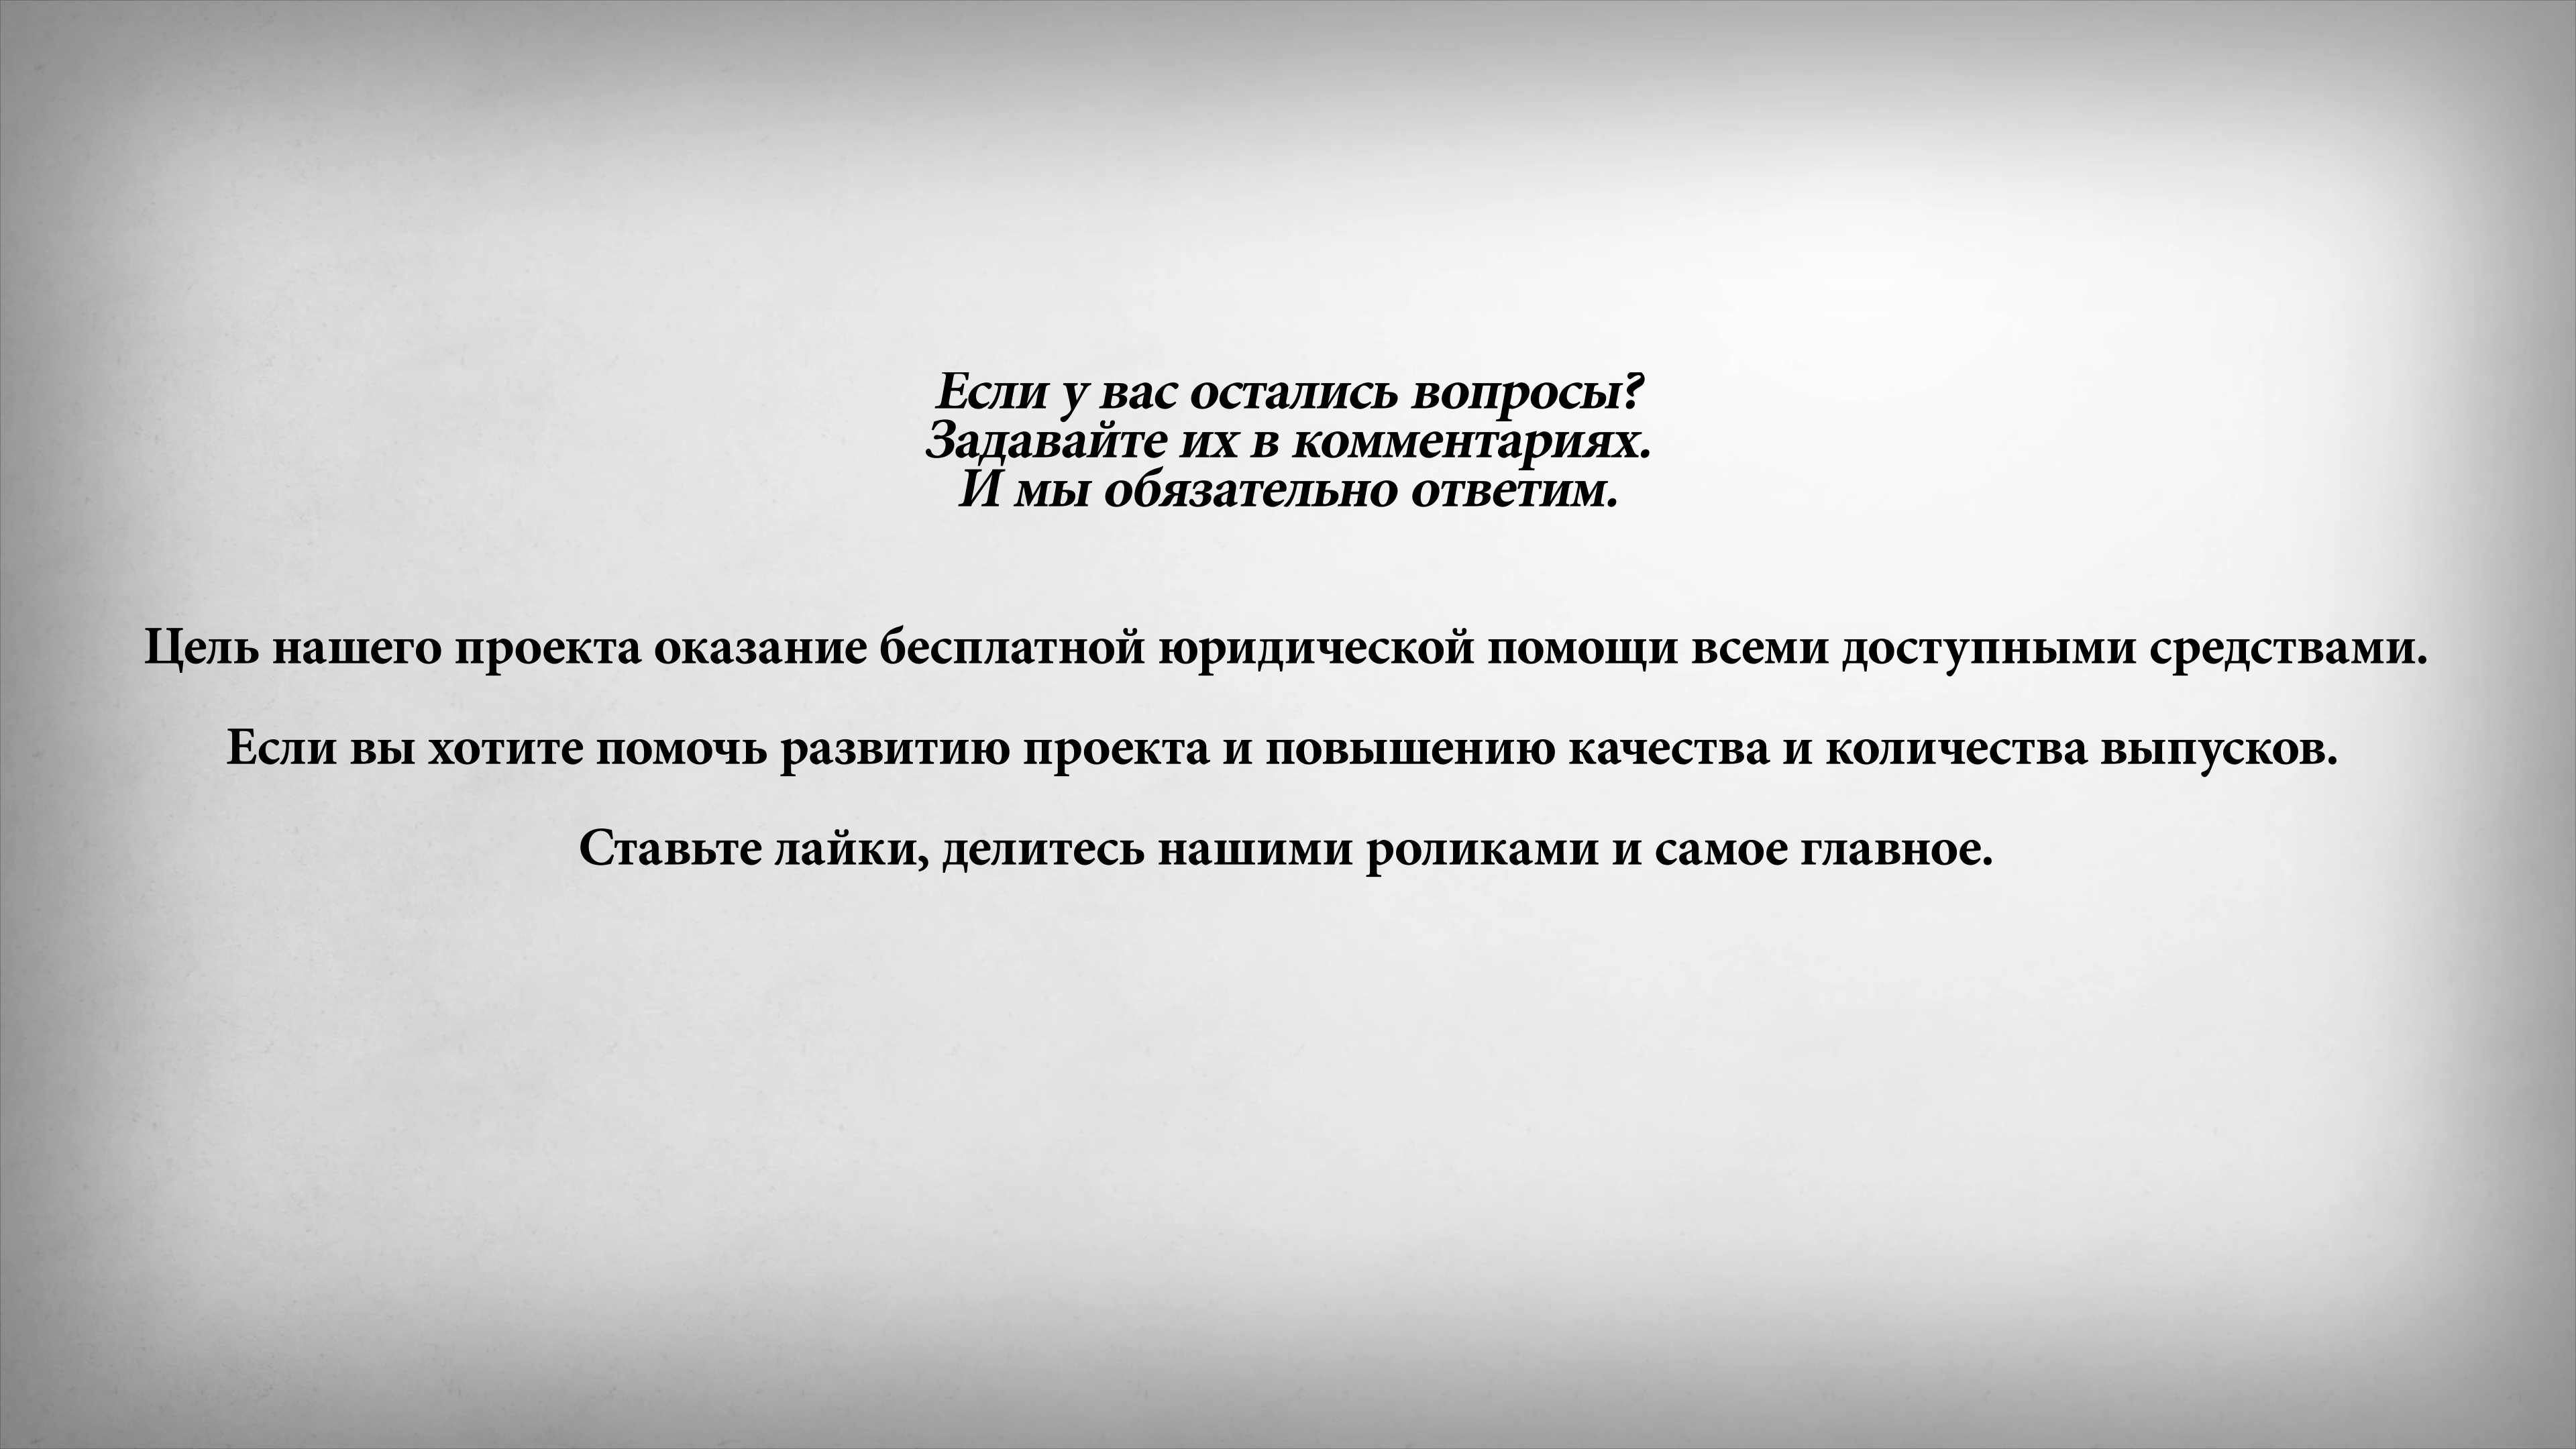 Если у вас остались вопросы?
Задавайте их в комментариях.
И мы обязательно ответим.
Цель нашего проекта оказание бесплатной юридической помощи всеми доступными средствами.
Если вы хотите помочь развитию проекта и повышению качества и количества выпусков.
Ставьте лайки, делитесь нашими роликами и самое главное.